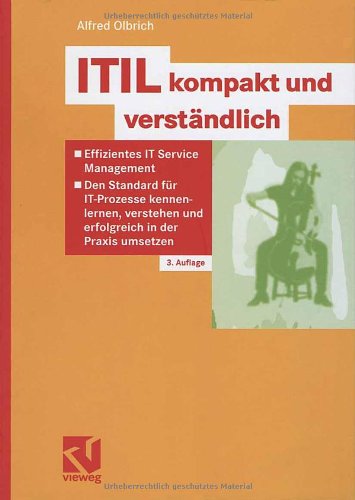 Urheberrechtlich geschütztes Material
Alfred Olbrich
ITIL kompakt und
verständlich
Effizientes IT Service
Management
Den Standard für
IT-Prozesse kennen-
lernen, verstehen und
erfolgreich in der
Praxis umsetzen
3. Auflage
vieweg
Urheberrechtlich geschütztes Material